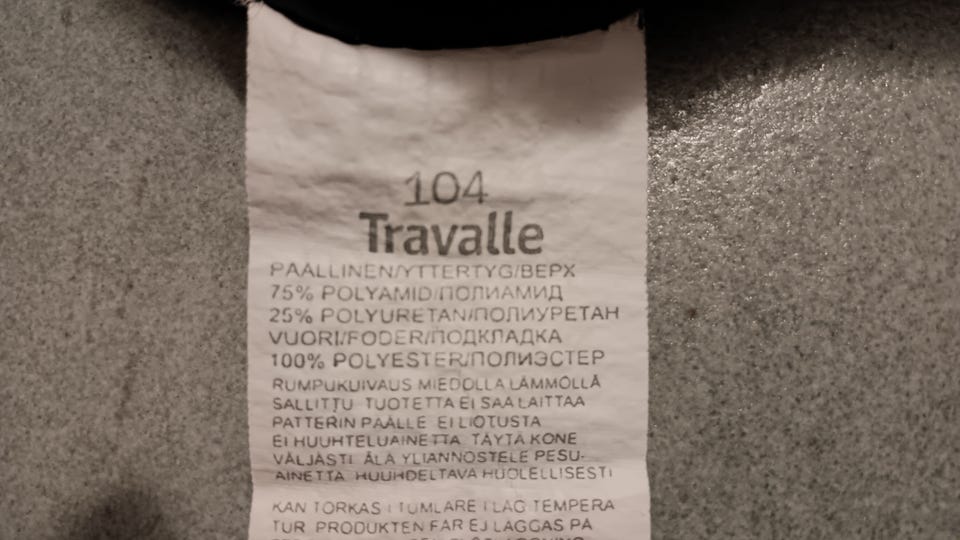 104
Travalle
PÄÄLLINEN/YTTERTYG/ВЕРХ
75% POLYAMID/ПОЛИАМИД
25% POLYURETAN/ПОЛИУРЕТАН
VUORI/FODER/ПОДКЛАДКА
100% POLYESTER/ПОЛИЭСТЕР
RUMPUKUIVAUS MIEDOLLA LÄMMÖLLÄ
SALLITTU TUOTETTA EI SAA LAITTAA
PATTERIN PÄÄLLE EI LIOTUSTA
EI HUUHTELUAINETTA TÄYTÄ KONE
VÄLJÄSTI ÄLÄ YLIANNOSTELE PESU-
AINETTA HUUHDELTAVA HUOLELLISESTI
KAN TORKAS I TUMLARE I LÅG TEMPERA
TUR. PRODUKTEN FÅR EJ LÄGGAS PÅ